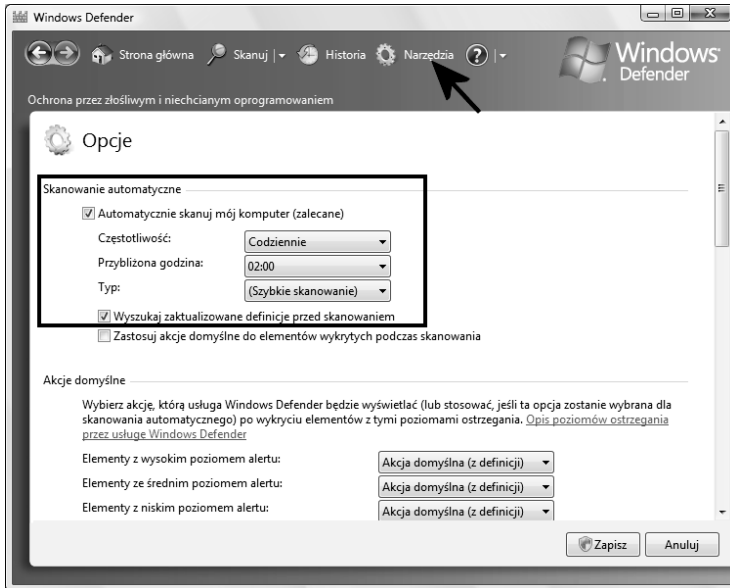 Windows Defender
Strona główna Skanuj Historia Narzędzia ?
Windows
Defender
Ochrona przez złośliwym i niechcianym oprogramowaniem
Opcje
Skanowanie automatyczne
Automatycznie skanuj mój komputer (zalecane)
Częstotliwość: Codziennie
Przybliżona godzina: 02:00
Typ: (Szybkie skanowanie)
Wyszukaj zaktualizowane definicje przed skanowaniem
Zastosuj akcje domyślne do elementów wykrytych podczas skanowania
Akcje domyślne
Wybierz akcję, którą usługa Windows Defender będzie wyświetlać (lub stosować, jeśli ta opcja zostanie wybrana dla
skanowania automatycznego) po wykryciu elementów z tymi poziomami ostrzegania. Opis poziomów ostrzegania
przez usługe Windows Defender
Elementy z wysokim poziomem alertu: Akcja domyślna (z definicji)
Elementy ze średnim poziomem alertu: Akcja domyślna (z definicji)
Elementy z niskim poziomem alertu: Akcja domyślna (z definicji)
Zapisz Anuluj